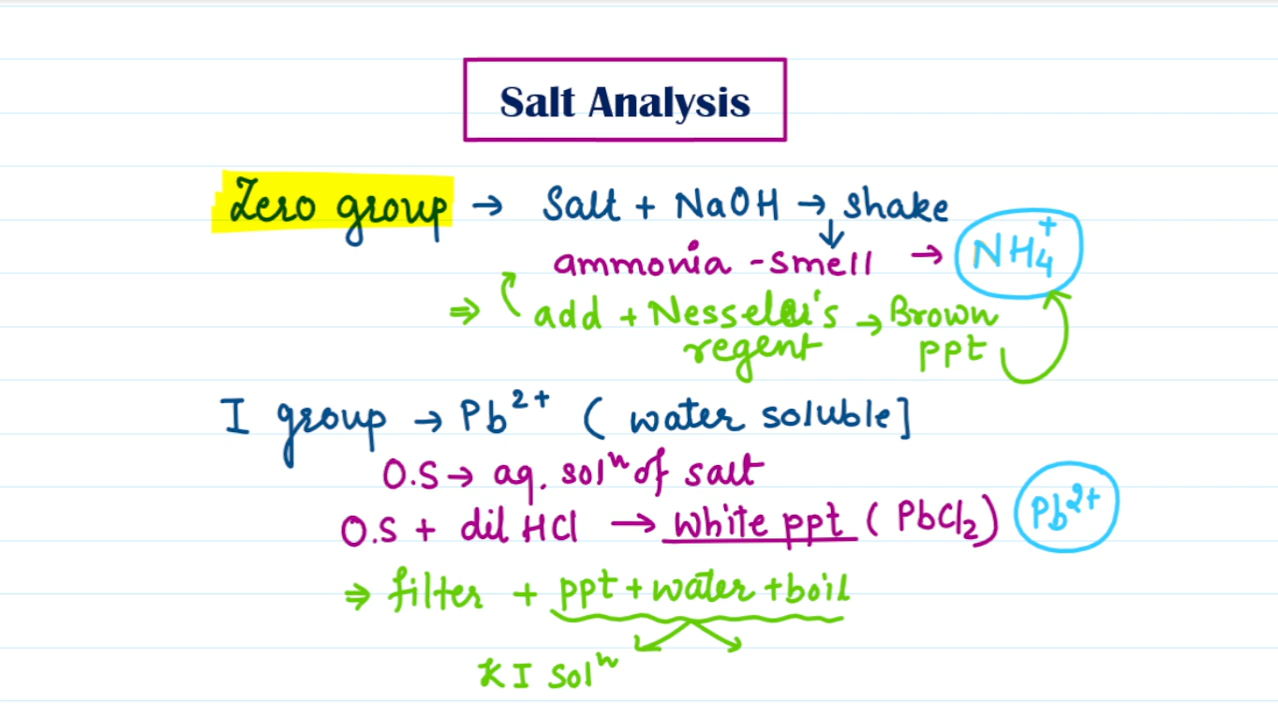 Salt Analysis
Zero group → Salt + NaOH → shake
↓
ammonia - smell → NH4+
⇒ add + Nessler's → Brown
regent ppt
I group → Pb2+ ( water soluble ]
O.S → aq. solⁿ of salt
O.S + dil HCl → white ppt ( PbCl2 ) Pb2+
⇒ filter + ppt + water + boil
KI Solⁿ